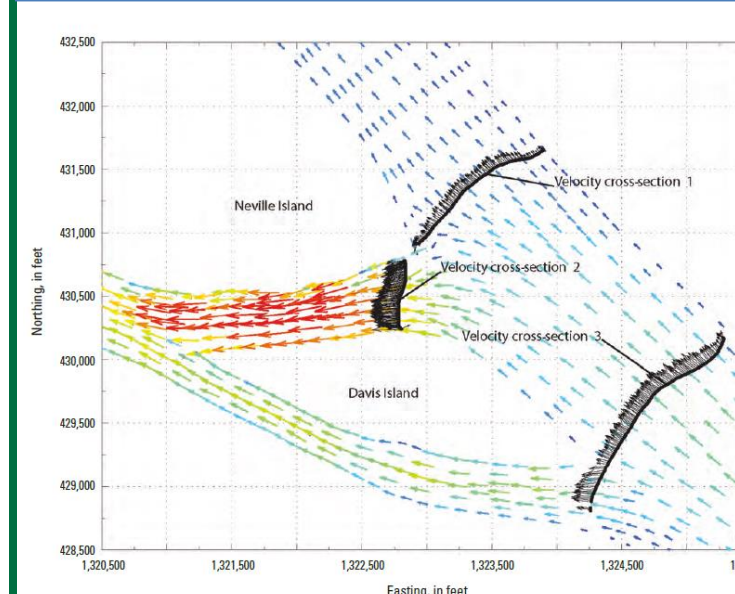 432,500
432,000
431,500
Velocity cross-section 1
Neville Island
431,000
Velocity cross-section 2
430,500
Northing, in feet
Velocity cross-section 3
430,000
Davis Island
429,500
429,000
428,500
1,320,500 1,321,500 1,322,500 1,323,500 1,324,500
Easting, in feet